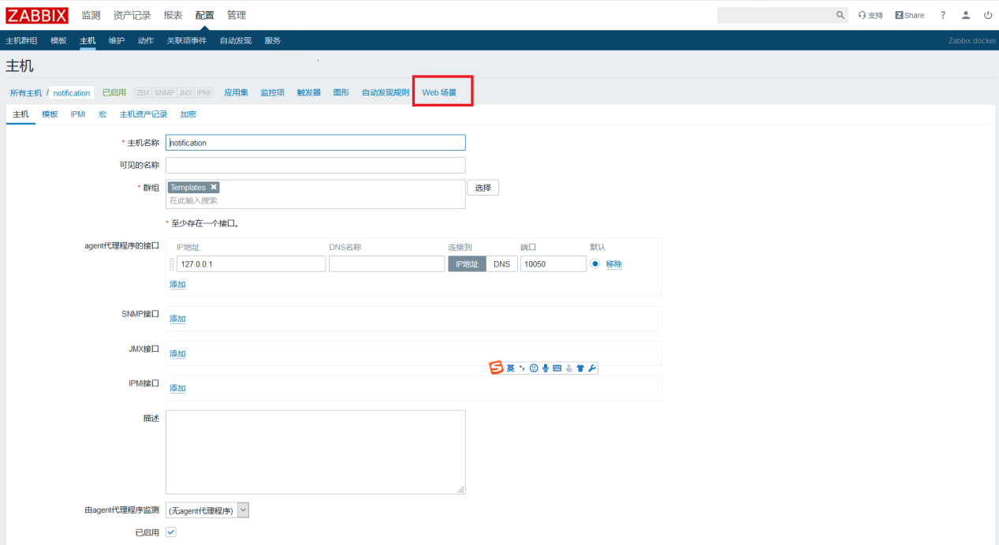 ZABBIX 监测 资产记录 报表 配置 管理 支持 Z Share ?
主机群组 模板 主机 维护 动作 关联项事件 自动发现 服务 Zabbix docker
主机
所有主机 / notification 已启用 ZBX SNMP JMX IPMI 应用集 监控项 触发器 图形 自动发现规则 Web 场景
主机 模板 IPMI 宏 主机资产记录 加密
* 主机名称 notification
可见的名称
* 群组 Templates 选择
在此输入搜索
* 至少存在一个接口。
agent代理程序的接口 IP地址 DNS名称 连接到 端口 默认
127.0.0.1 IP地址 DNS 10050 移除
添加
SNMP接口 添加
JMX接口 添加
S 英
IPMI接口 添加
描述
由agent代理程序监测 (无agent代理程序)
已启用